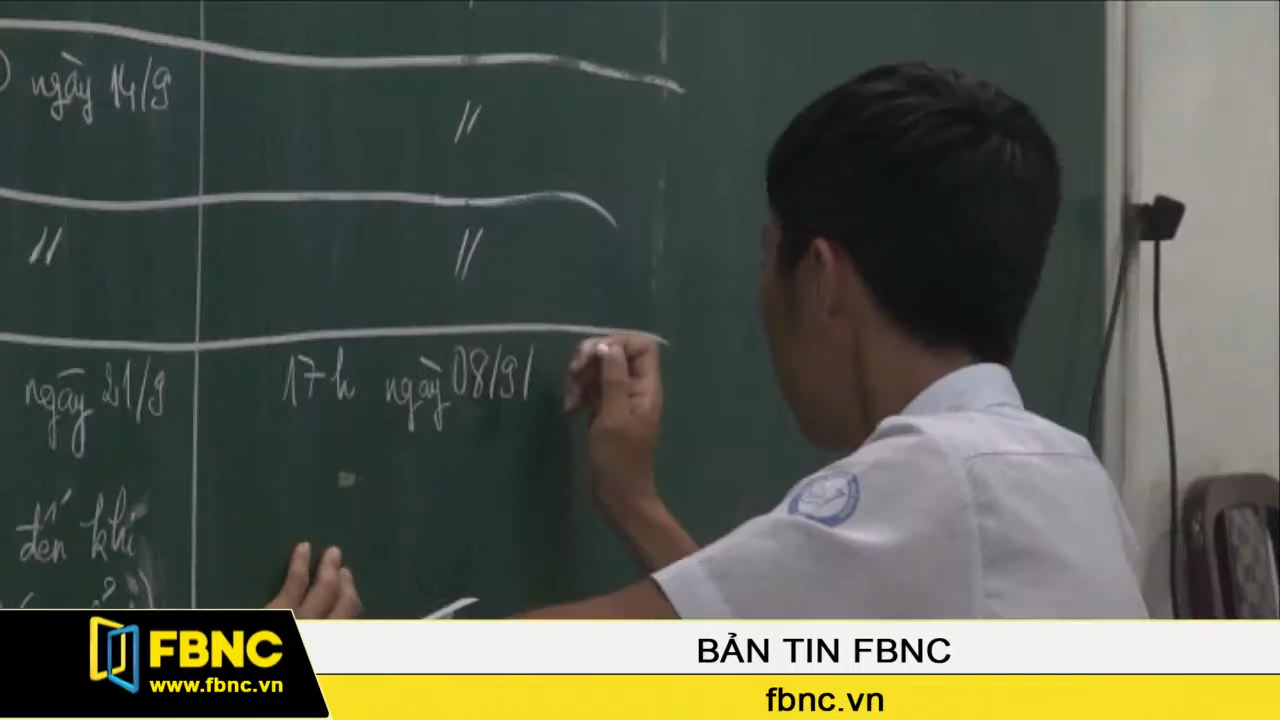 ngày 14/9
"
"
"
ngày 21/9
17h ngày 08/9/
đến khi
FBNC
www.fbnc.vn
BẢN TIN FBNC
fbnc.vn